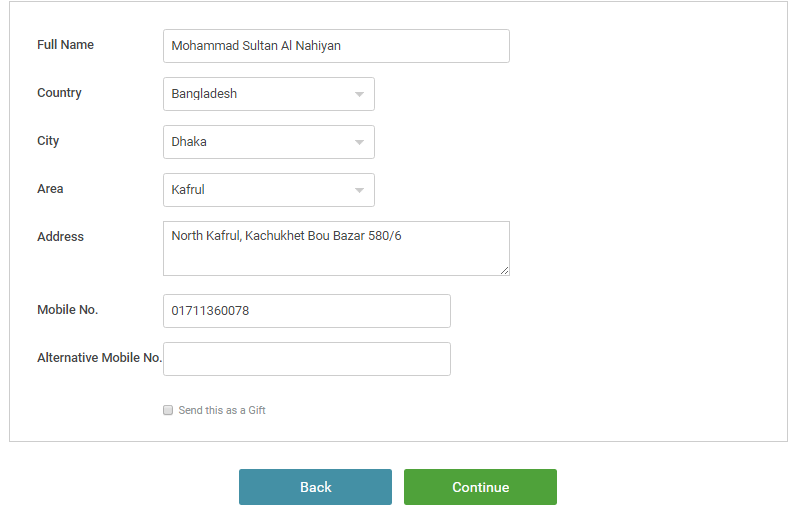 Full Name Mohammad Sultan Al Nahiyan
Country Bangladesh
City Dhaka
Area Kafrul
Address North Kafrul, Kachukhet Bou Bazar 580/6
Mobile No. 01711360078
Alternative Mobile No.
Send this as a Gift
Back Continue